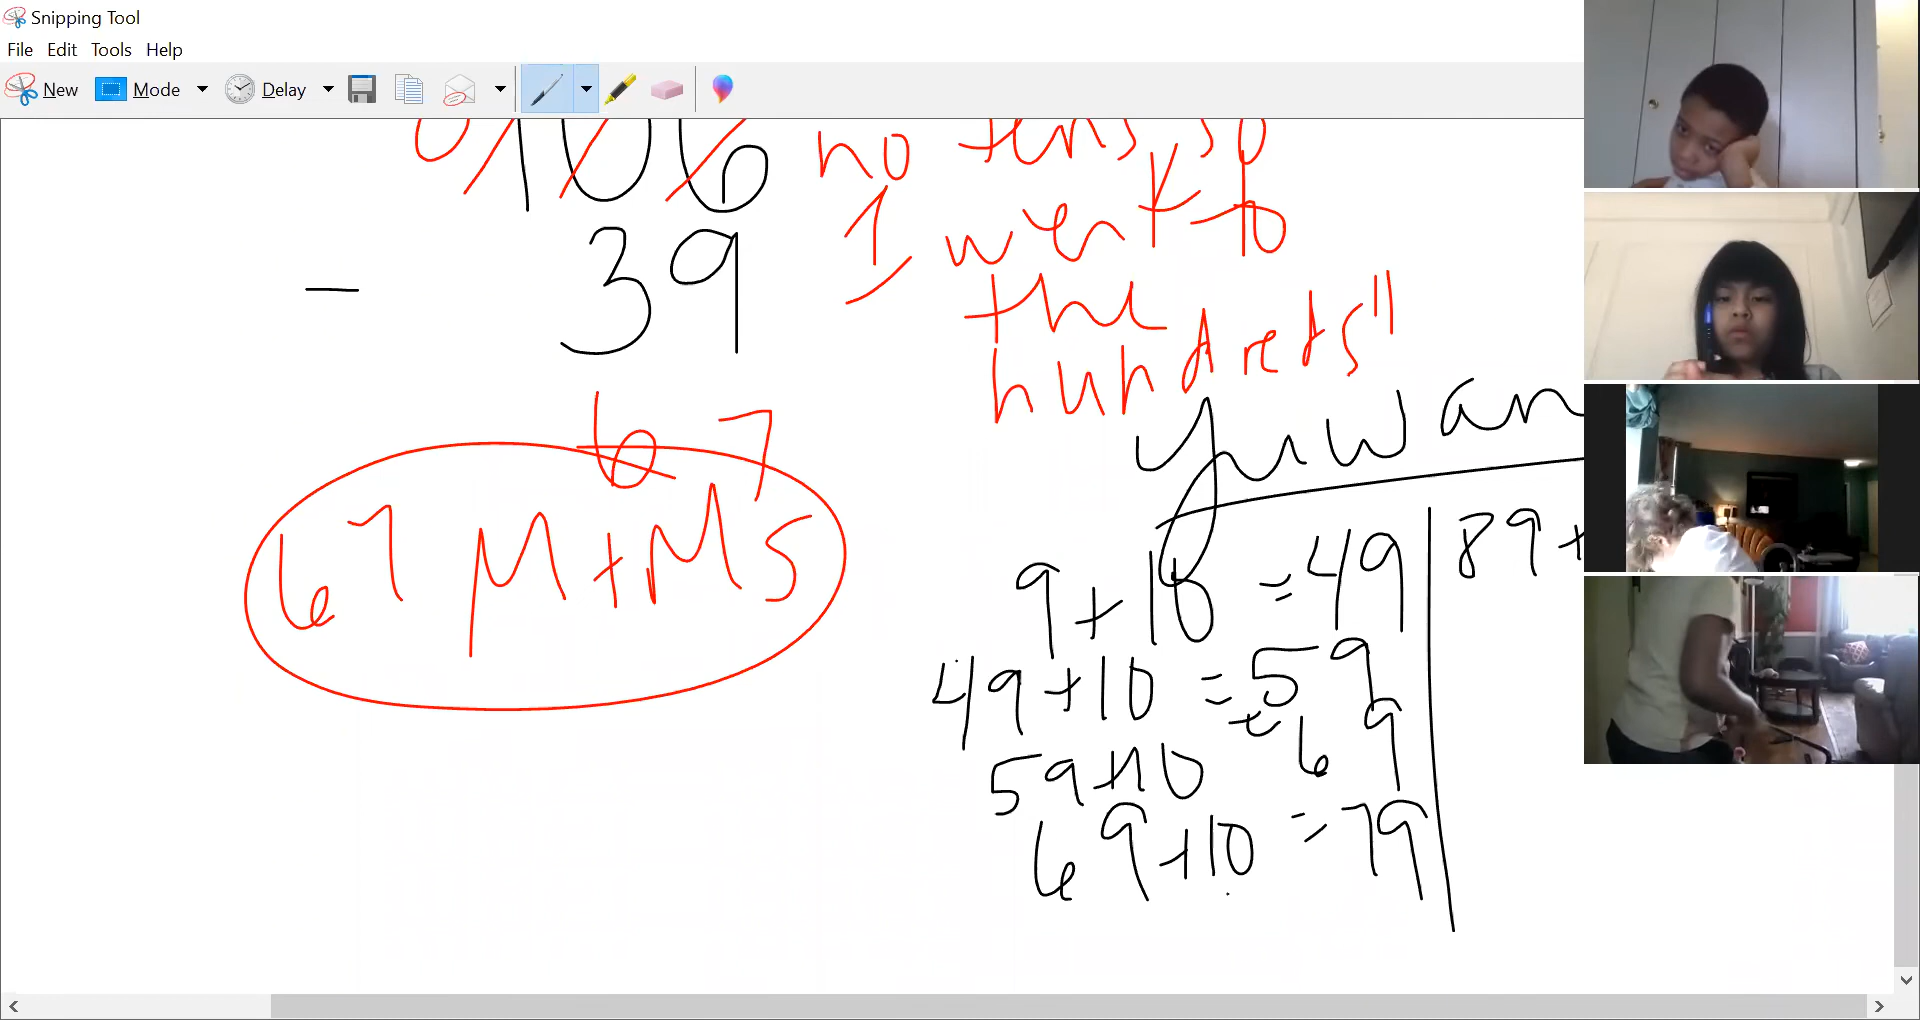 Snipping Tool
File Edit Tools Help
New Mode Delay
106 no tens, so
- 39 I went to
the
hundreds"
67
67 M+Ms
Yuwan
9+10 = 49
89+
49+10 = 59
59+10 = 69
69+10 = 79